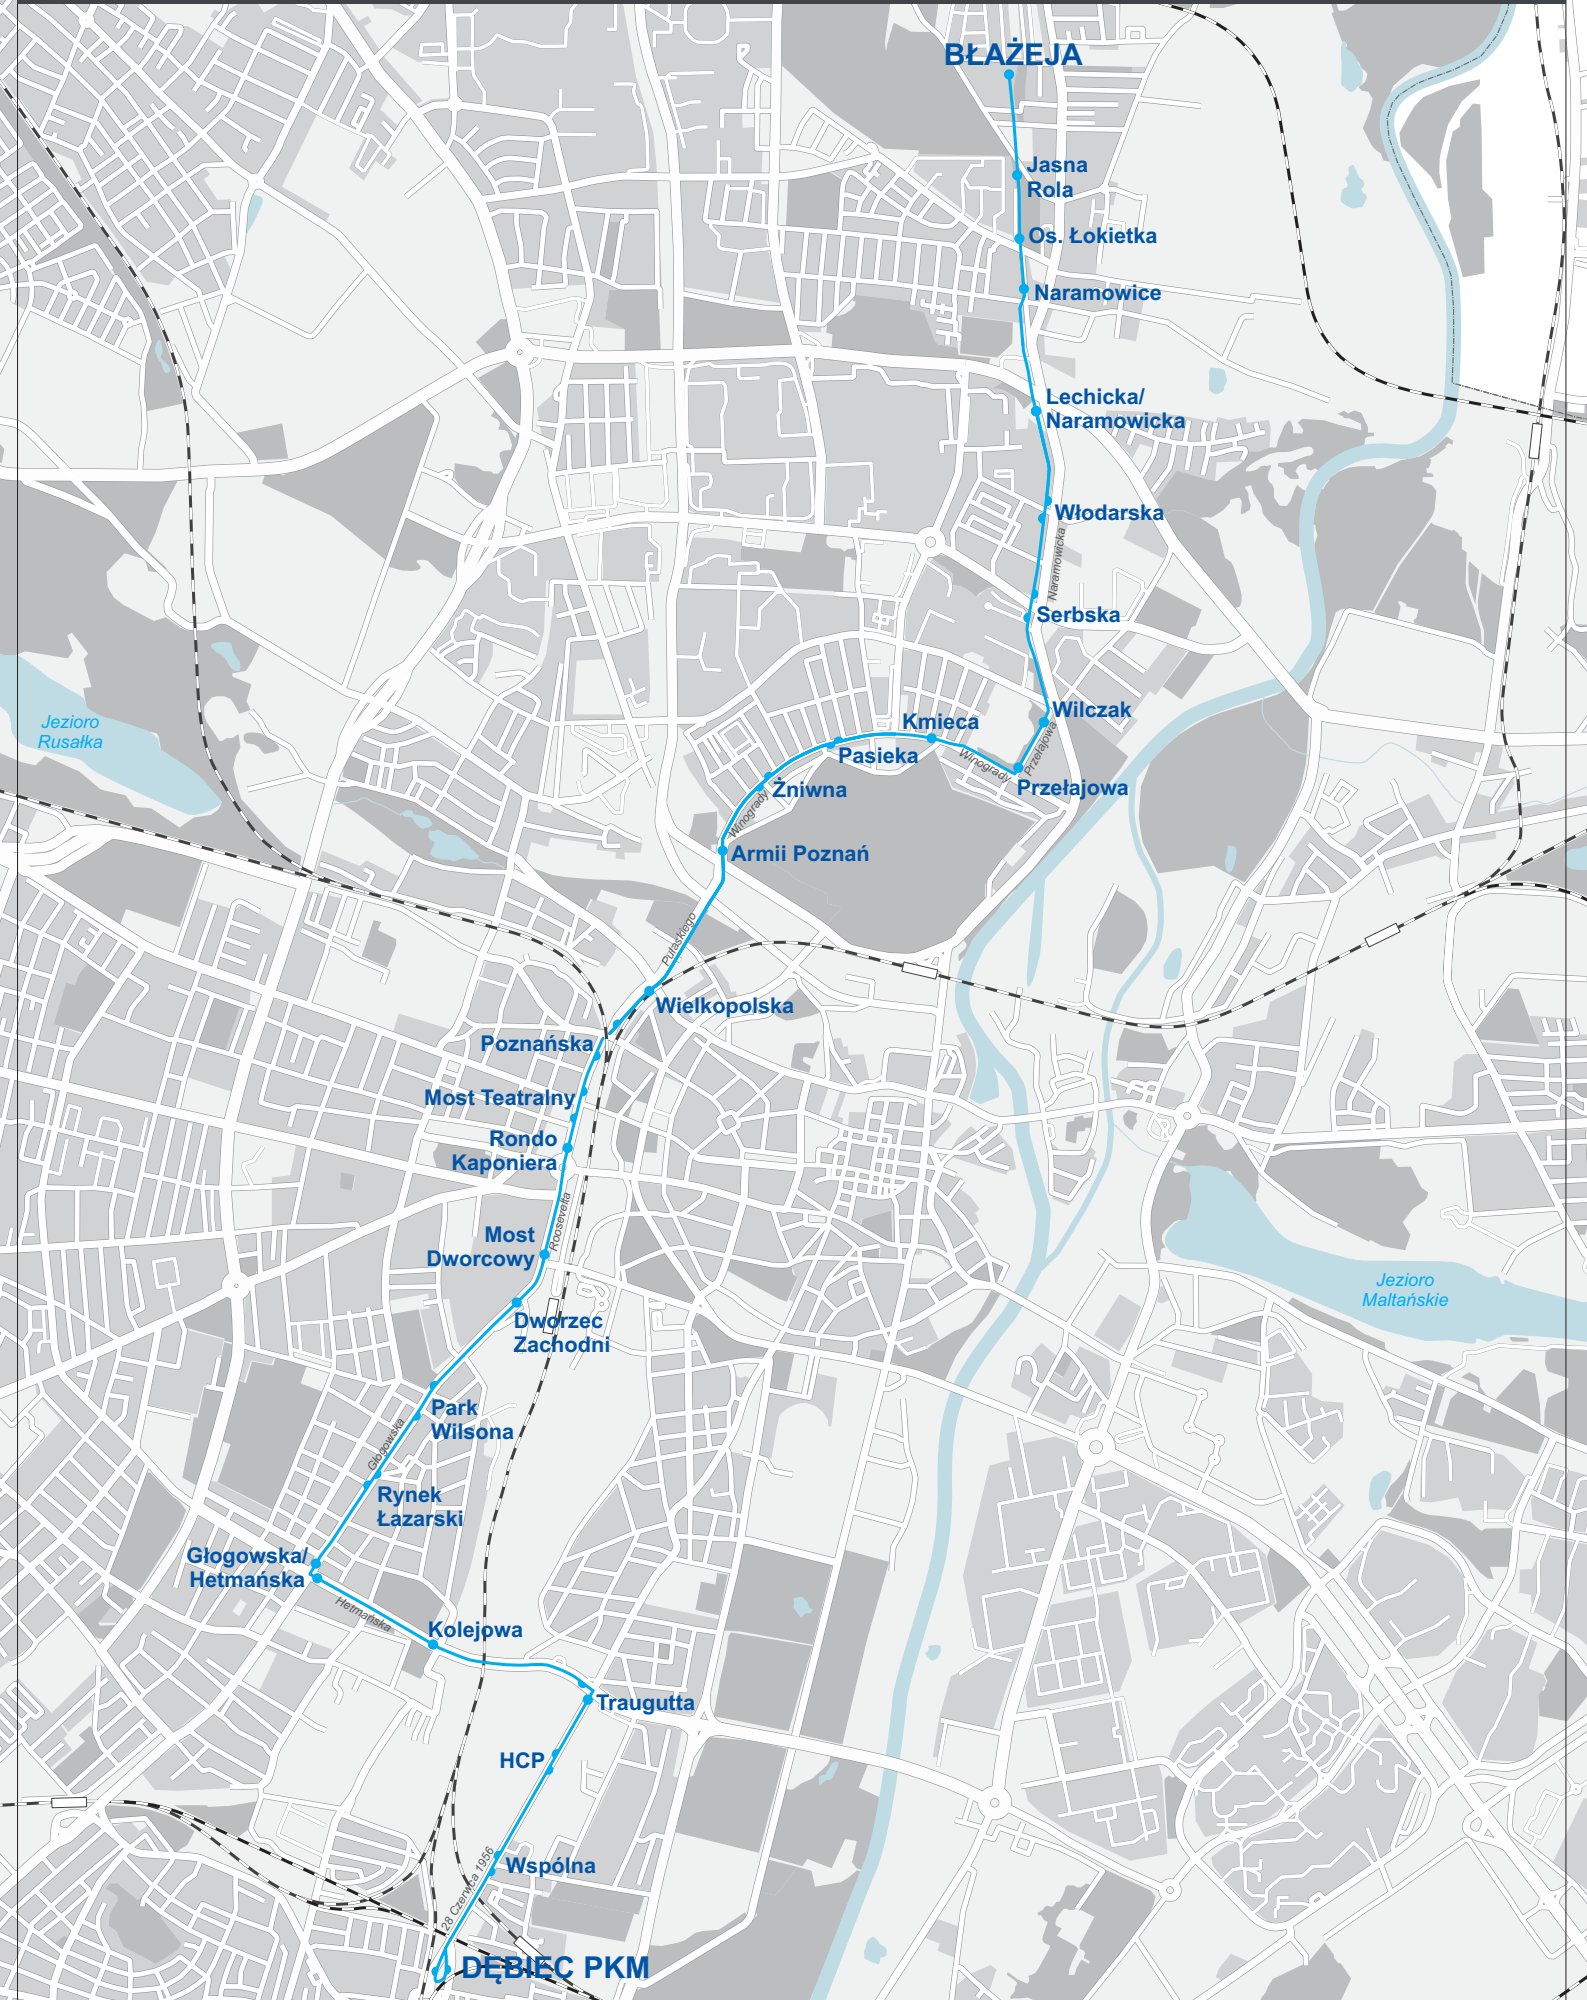 BŁAŻEJA
Jasna
Rola
Os. Łokietka
Naramowice
Lechicka/
Naramowicka
Włodarska
Naramowicka
Serbska
Wilczak
Przełajowa
Kmieca
Winogrady
Przełajowa
Pasieka
Żniwna
Winogrady
Armii Poznań
Jezioro
Rusałka
Pułaskiego
Wielkopolska
Poznańska
Most Teatralny
Rondo
Kaponiera
Roosevelta
Most
Dworcowy
Jezioro
Maltańskie
Dworzec
Zachodni
Park
Wilsona
Głogowska
Rynek
Łazarski
Głogowska/
Hetmańska
Hetmańska
Kolejowa
Traugutta
HCP
Wspólna
28 Czerwca 1956
DĘBIEC PKM